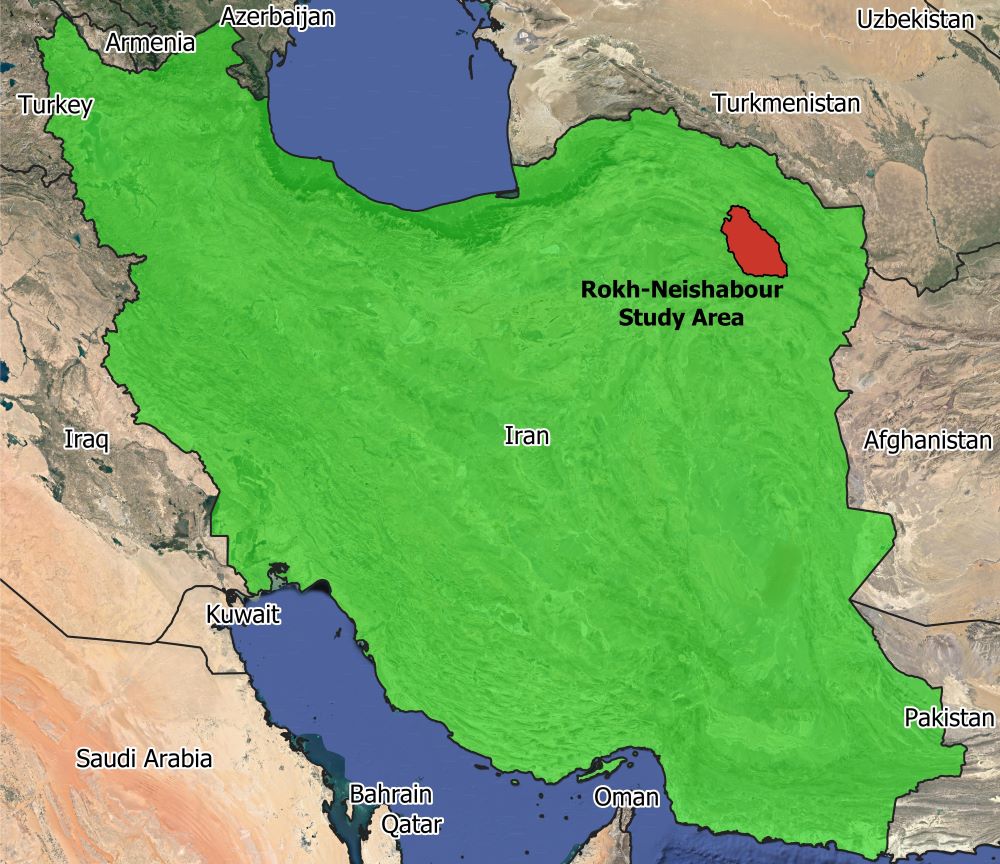 Azerbaijan
Uzbekistan
Armenia
Turkey
Turkmenistan
Rokh-Neishabour
Study Area
Iran
Iraq
Afghanistan
Kuwait
Pakistan
Saudi Arabia
Bahrain
Oman
Qatar